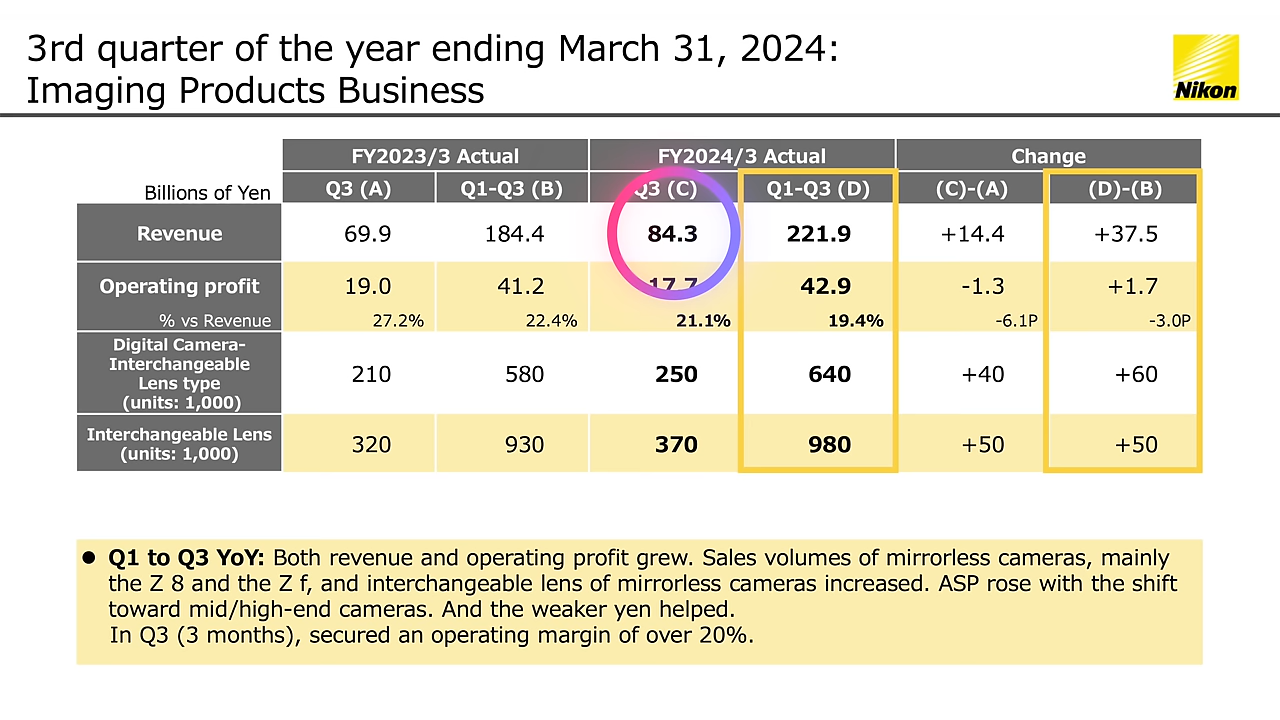 3rd quarter of the year ending March 31, 2024:
Imaging Products Business
Nikon
FY2023/3 Actual FY2024/3 Actual Change
Billions of Yen Q3 (A) Q1-Q3 (B) Q3 (C) Q1-Q3 (D) (C)-(A) (D)-(B)
Revenue 69.9 184.4 84.3 221.9 +14.4 +37.5
Operating profit 19.0 41.2 17.7 42.9 -1.3 +1.7
% vs Revenue 27.2% 22.4% 21.1% 19.4% -6.1P -3.0P
Digital Camera-
Interchangeable
Lens type
(units: 1,000) 210 580 250 640 +40 +60
Interchangeable Lens
(units: 1,000) 320 930 370 980 +50 +50
● Q1 to Q3 YoY: Both revenue and operating profit grew. Sales volumes of mirrorless cameras, mainly
the Z 8 and the Z f, and interchangeable lens of mirrorless cameras increased. ASP rose with the shift
toward mid/high-end cameras. And the weaker yen helped.
In Q3 (3 months), secured an operating margin of over 20%.